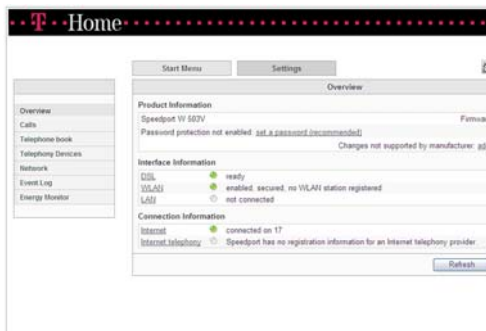 T Home
Start Menu Settings
Overview
Overview
Calls
Telephone book
Telephony Devices
Network
Event Log
Energy Monitor
Product Information
Speedport W 503V Firmwa
Password protection not enabled: set a password (recommended)
Changes not supported by manufacturer: ad
Interface Information
DSL ready
WLAN enabled, secured, no WLAN station registered
LAN not connected
Connection Information
Internet connected on 17
Internet telephony Speedport has no registration information for an Internet telephony provider.
Refresh